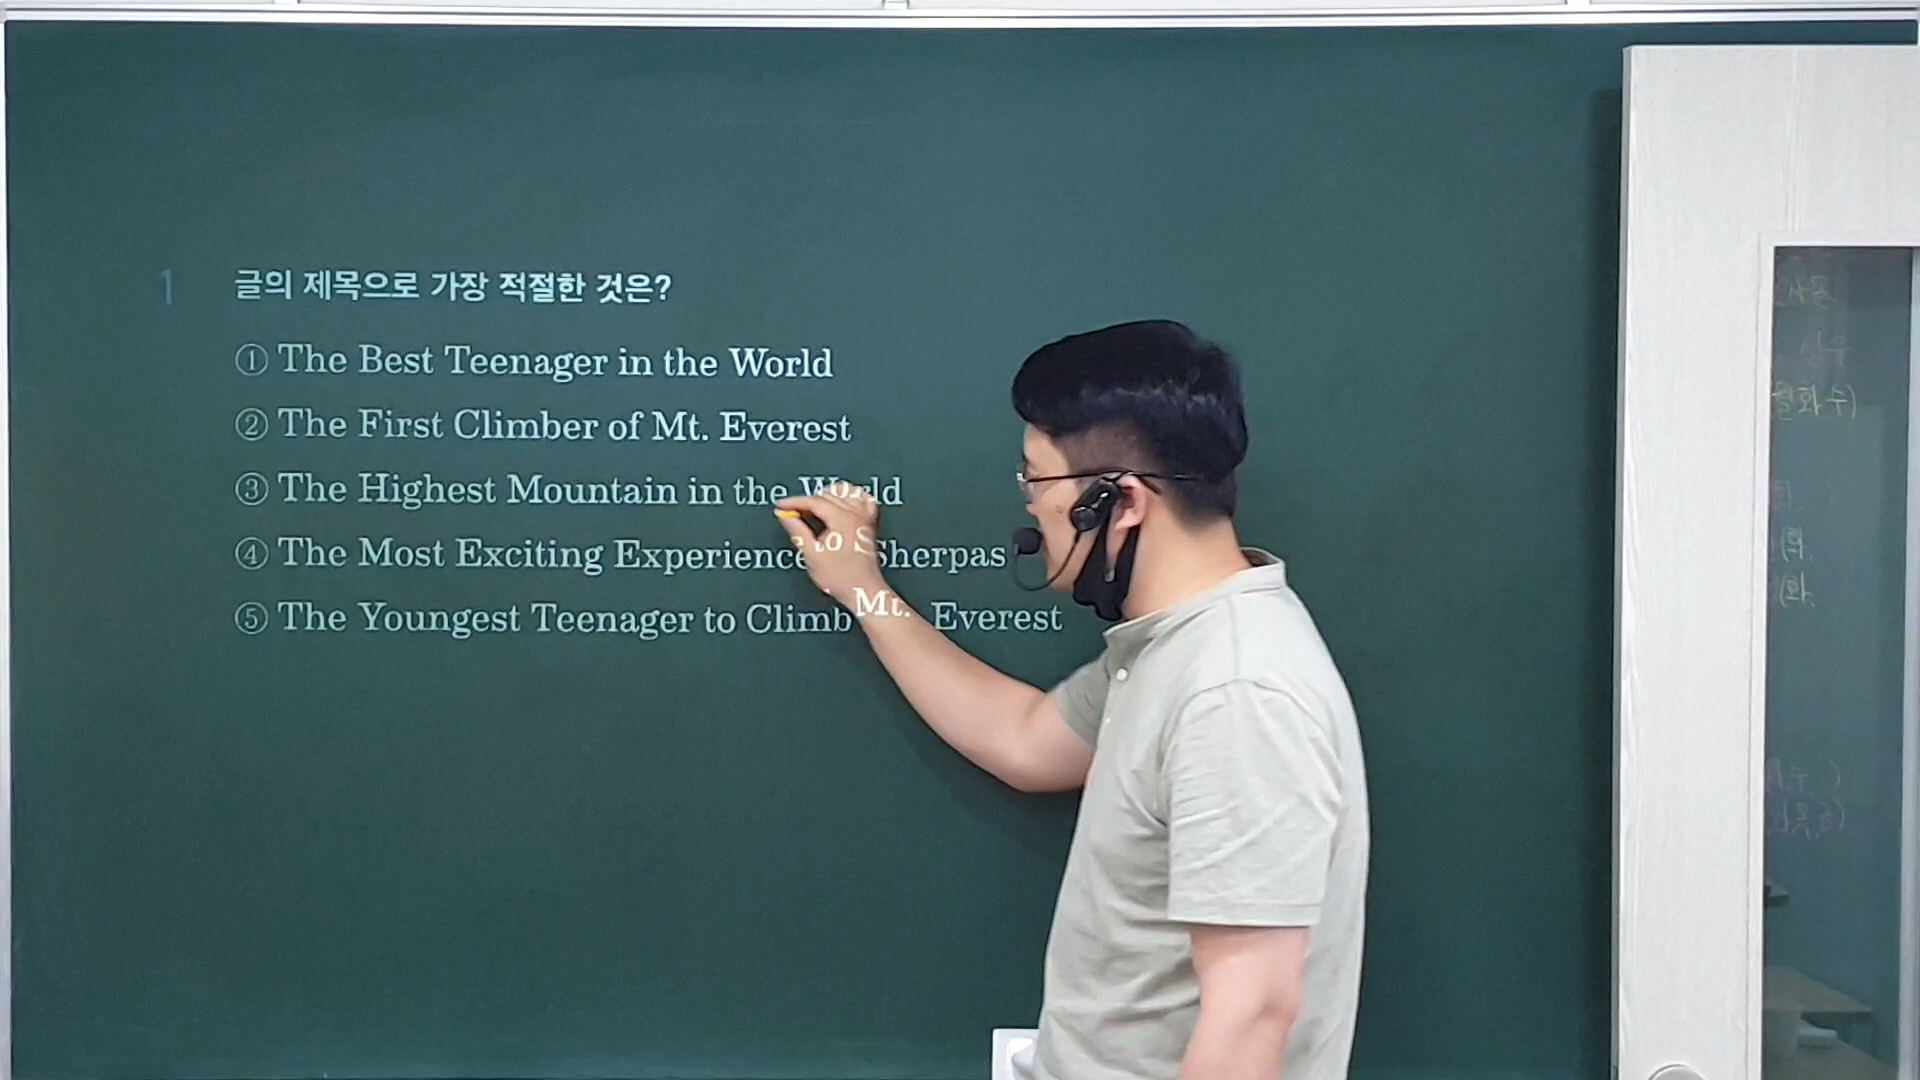 1 글의 제목으로 가장 적절한 것은?
① The Best Teenager in the World
② The First Climber of Mt. Everest
③ The Highest Mountain in the World
④ The Most Exciting Experience to Sherpas
⑤ The Youngest Teenager to Climb Mt. Everest